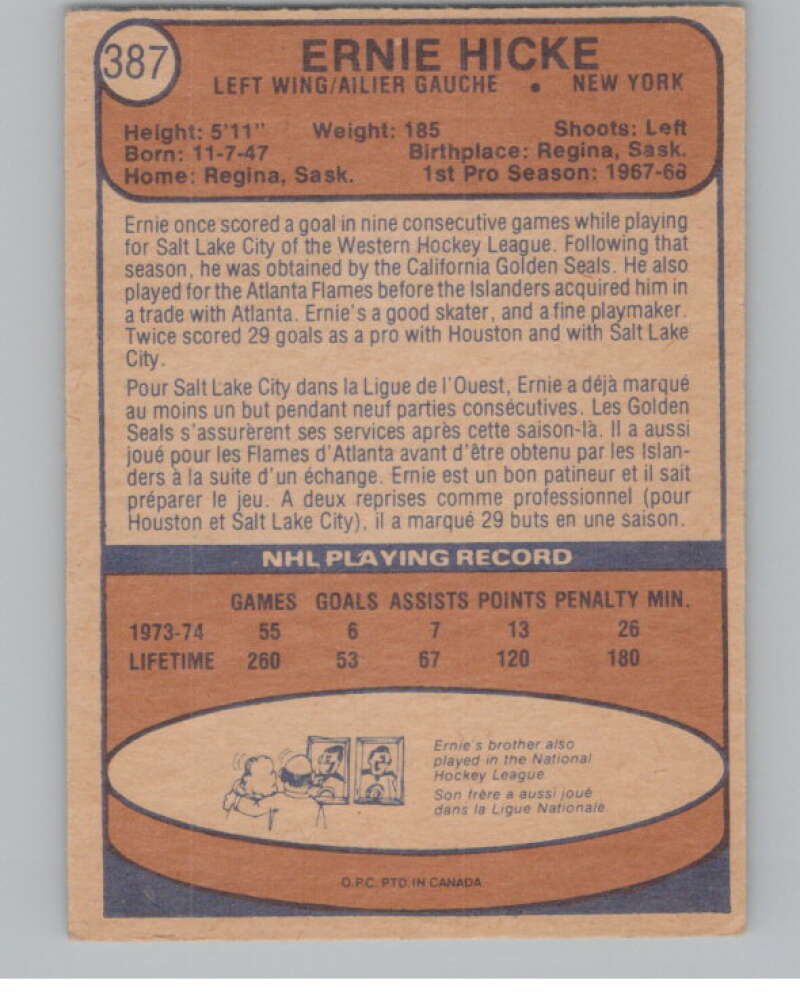 387
ERNIE HICKE
LEFT WING/AILIER GAUCHE • NEW YORK
Height: 5'11" Weight: 185 Shoots: Left
Born: 11-7-47 Birthplace: Regina, Sask.
Home: Regina, Sask. 1st Pro Season: 1967-68
Ernie once scored a goal in nine consecutive games while playing
for Salt Lake City of the Western Hockey League. Following that
season, he was obtained by the California Golden Seals. He also
played for the Atlanta Flames before the Islanders acquired him in
a trade with Atlanta. Ernie's a good skater, and a fine playmaker.
Twice scored 29 goals as a pro with Houston and with Salt Lake
City.
Pour Salt Lake City dans la Ligue de l'Ouest, Ernie a déjà marqué
au moins un but pendant neuf parties consécutives. Les Golden
Seals s'assurèrent ses services après cette saison-là. Il a aussi
joué pour les Flames d'Atlanta avant d'être obtenu par les Islan-
ders à la suite d'un échange. Ernie est un bon patineur et il sait
préparer le jeu. A deux reprises comme professionnel (pour
Houston et Salt Lake City), il a marqué 29 buts en une saison.
NHL PLAYING RECORD
GAMES GOALS ASSISTS POINTS PENALTY MIN.
1973-74 55 6 7 13 26
LIFETIME 260 53 67 120 180
Ernie's brother also
played in the National
Hockey League.
Son frère a aussi joué
dans la Ligue Nationale.
O.P.C. PTD. IN CANADA